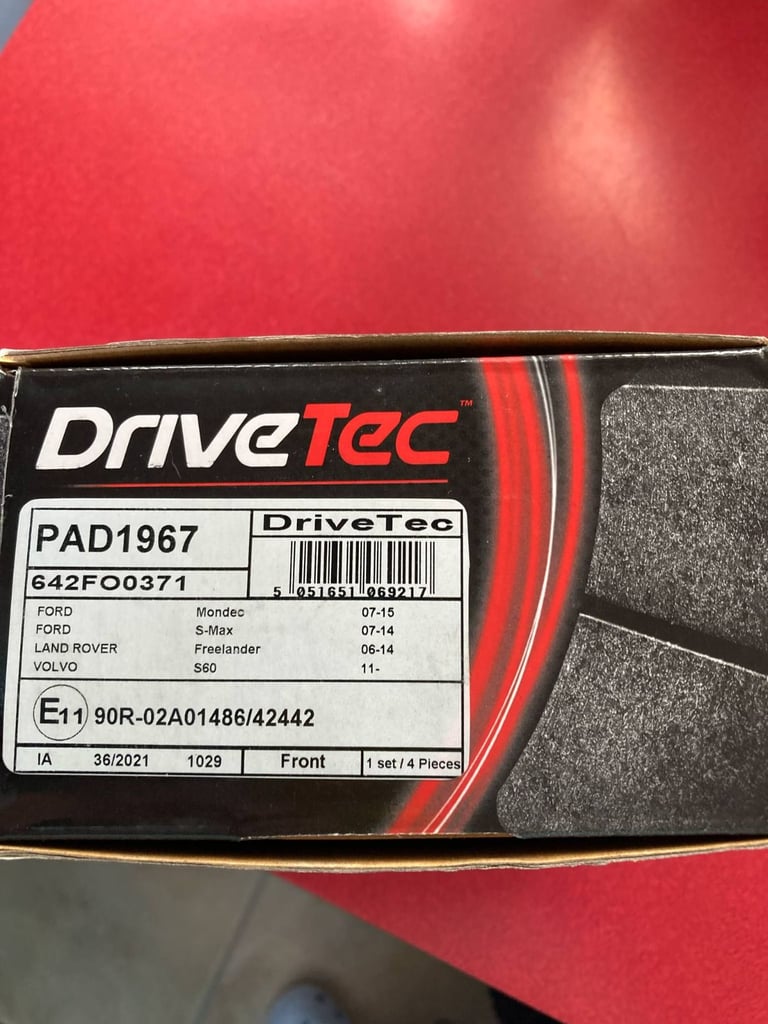 DriveTec™
PAD1967
DriveTec
642FO0371
5 051651 069217
FORD Mondeo 07-15
FORD S-Max 07-14
LAND ROVER Freelander 06-14
VOLVO S60 11-
E11 90R-02A01486/42442
IA 36/2021 1029 Front 1 set / 4 Pieces